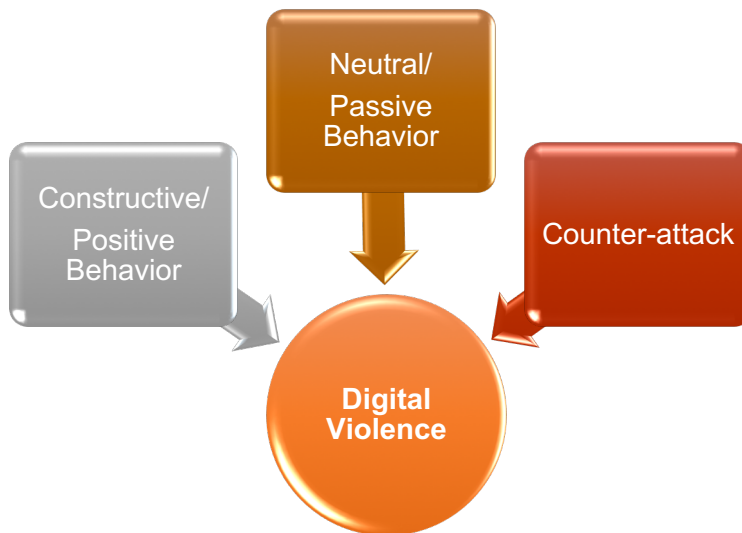 Neutral/
Passive
Behavior
Constructive/
Positive
Behavior
Counter-attack
Digital
Violence